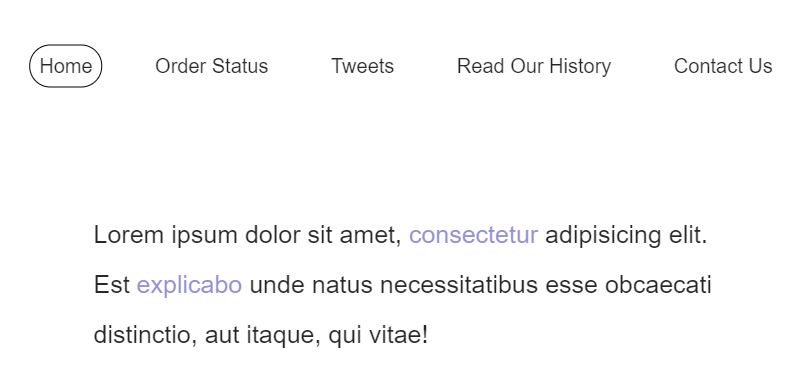 Home Order Status Tweets Read Our History Contact Us
Lorem ipsum dolor sit amet, consectetur adipisicing elit.
Est explicabo unde natus necessitatibus esse obcaecati
distinctio, aut itaque, qui vitae!